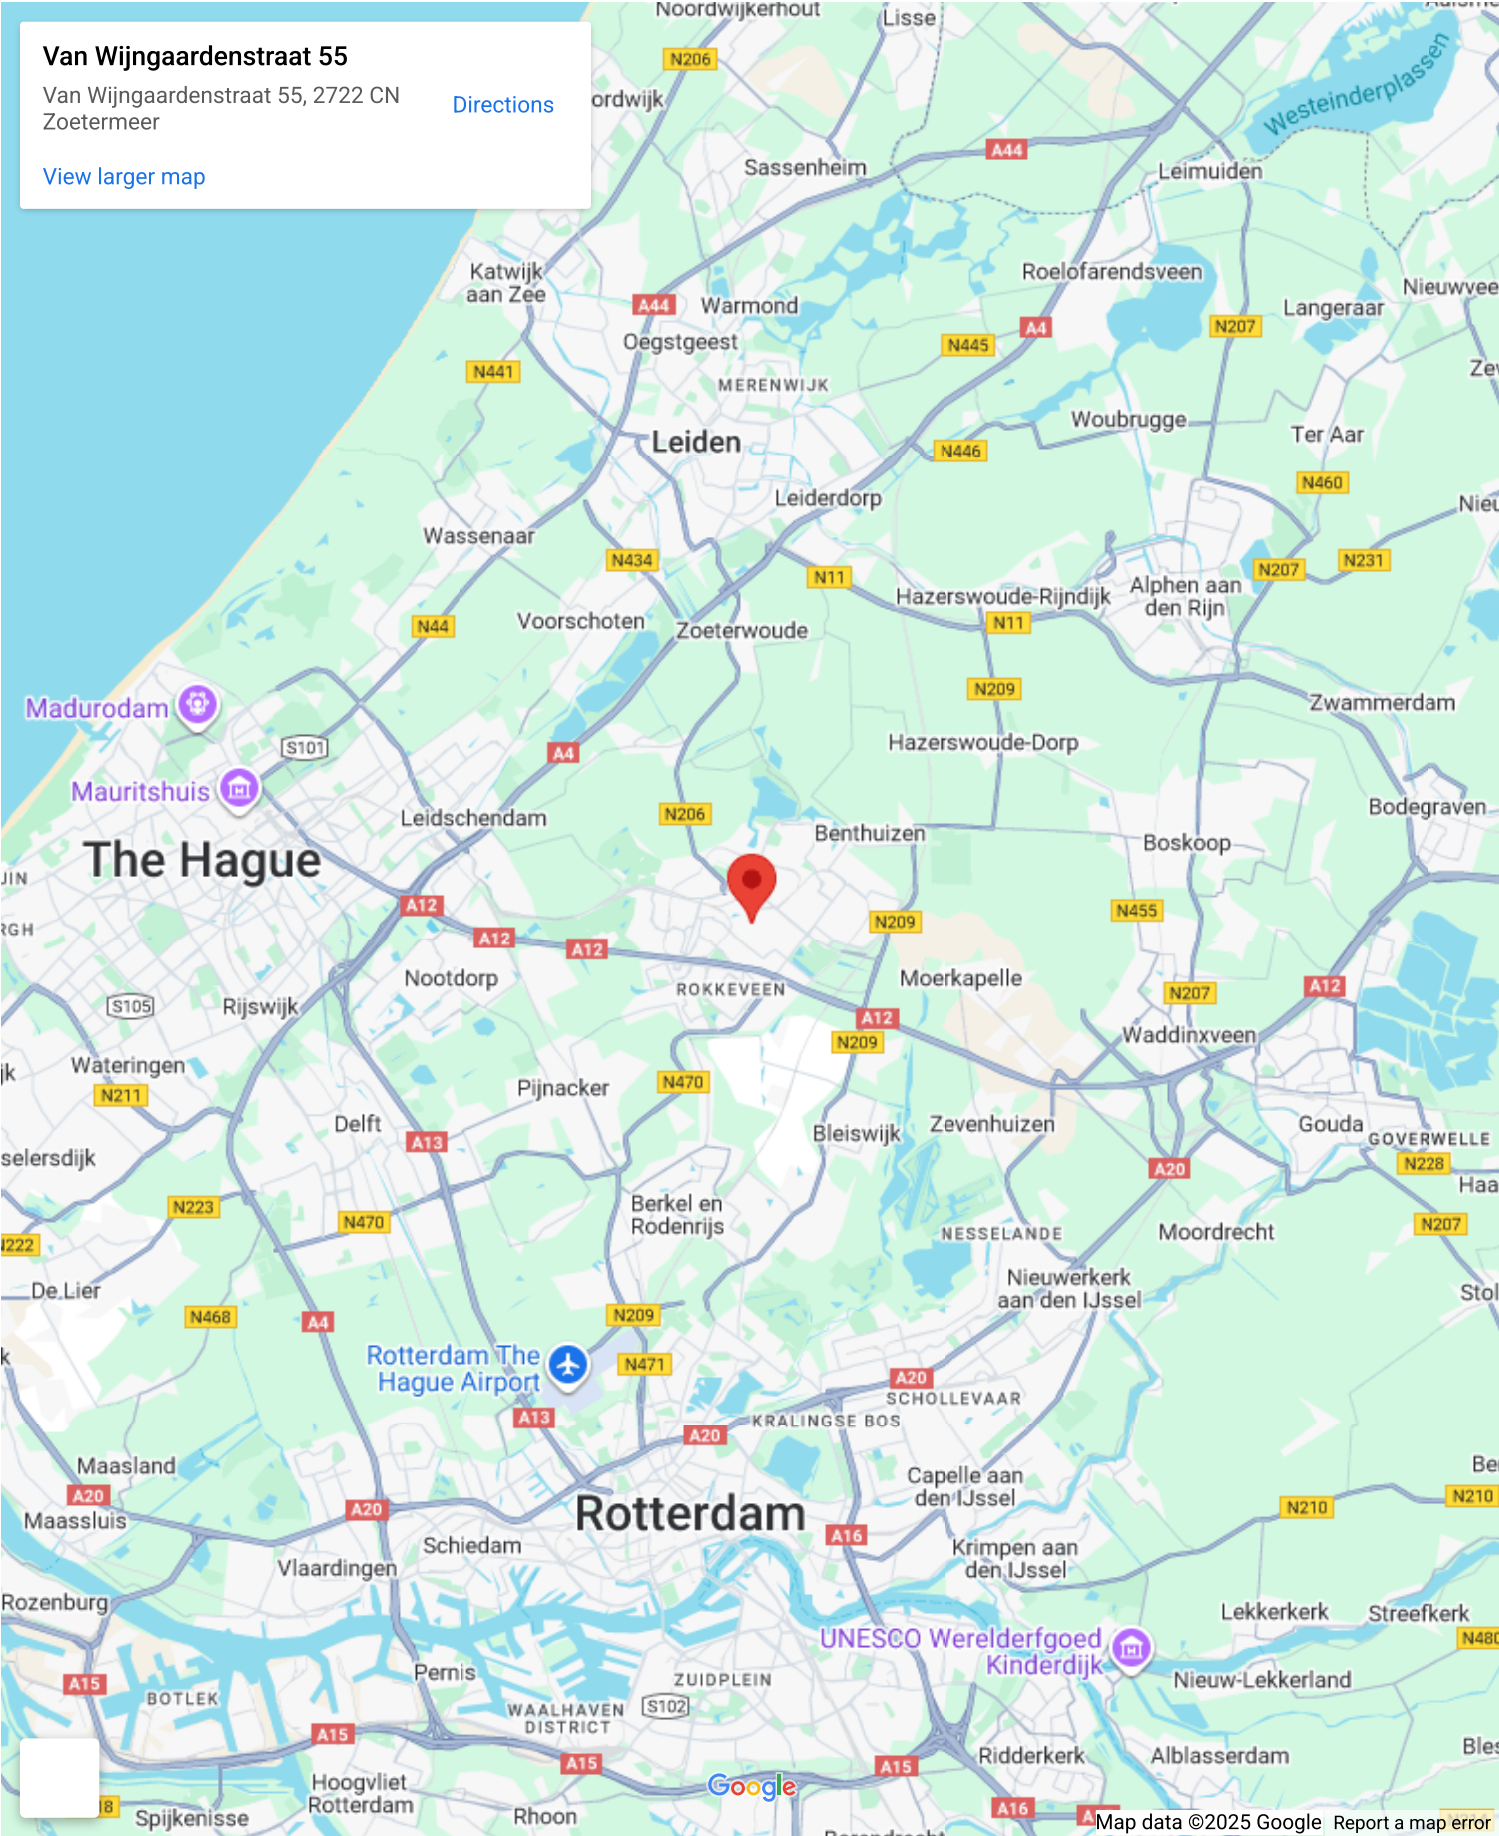 Van Wijngaardenstraat 55
Van Wijngaardenstraat 55, 2722 CN
Zoetermeer
Directions
View larger map
Noordwijkerhout
Lisse
N206
ordwijk
Westeinderplassen
A44
Sassenheim
Leimuiden
Katwijk
aan Zee
Roelofarendsveen
Nieuwvee
A44
Warmond
Langeraar
A4
N207
Oegstgeest
N445
N441
MERENWIJK
Zev
Woubrugge
Leiden
Ter Aar
N446
N460
Leiderdorp
Nieu
Wassenaar
N434
N11
N207
N231
Hazerswoude-Rijndijk
Alphen aan
den Rijn
N44
Voorschoten
Zoeterwoude
N11
N209
Madurodam
Zwammerdam
S101
A4
Hazerswoude-Dorp
Mauritshuis
Leidschendam
N206
Benthuizen
Bodegraven
Boskoop
The Hague
A12
N455
N209
A12
A12
Nootdorp
Moerkapelle
ROKKEVEEN
A12
N207
S105
Rijswijk
A12
Waddinxveen
N209
Wateringen
N211
Pijnacker
N470
Delft
Bleiswijk
Zevenhuizen
Gouda
GOVERWELLE
A13
selersdijk
A20
N228
Haa
N223
Berkel en
Rodenrijs
N470
NESSELANDE
Moordrecht
N207
N222
De Lier
Nieuwerkerk
aan den IJssel
Stol
N468
A4
N209
Rotterdam The
Hague Airport
N471
A20
SCHOLLEVAAR
A13
KRALINGSE BOS
A20
Maasland
Capelle aan
den IJssel
A20
N210
N210
Maassluis
A20
Rotterdam
A16
Schiedam
Krimpen aan
den IJssel
Vlaardingen
Rozenburg
Lekkerkerk
Streefkerk
UNESCO Werelderfgoed
Kinderdijk
N480
Pernis
ZUIDPLEIN
Nieuw-Lekkerland
A15
BOTLEK
S102
WAALHAVEN
DISTRICT
A15
Ridderkerk
Alblasserdam
Bles
A15
A15
Hoogvliet
Rotterdam
Google
Spijkenisse
Rhoon
A16
Map data ©2025 Google
Report a map error